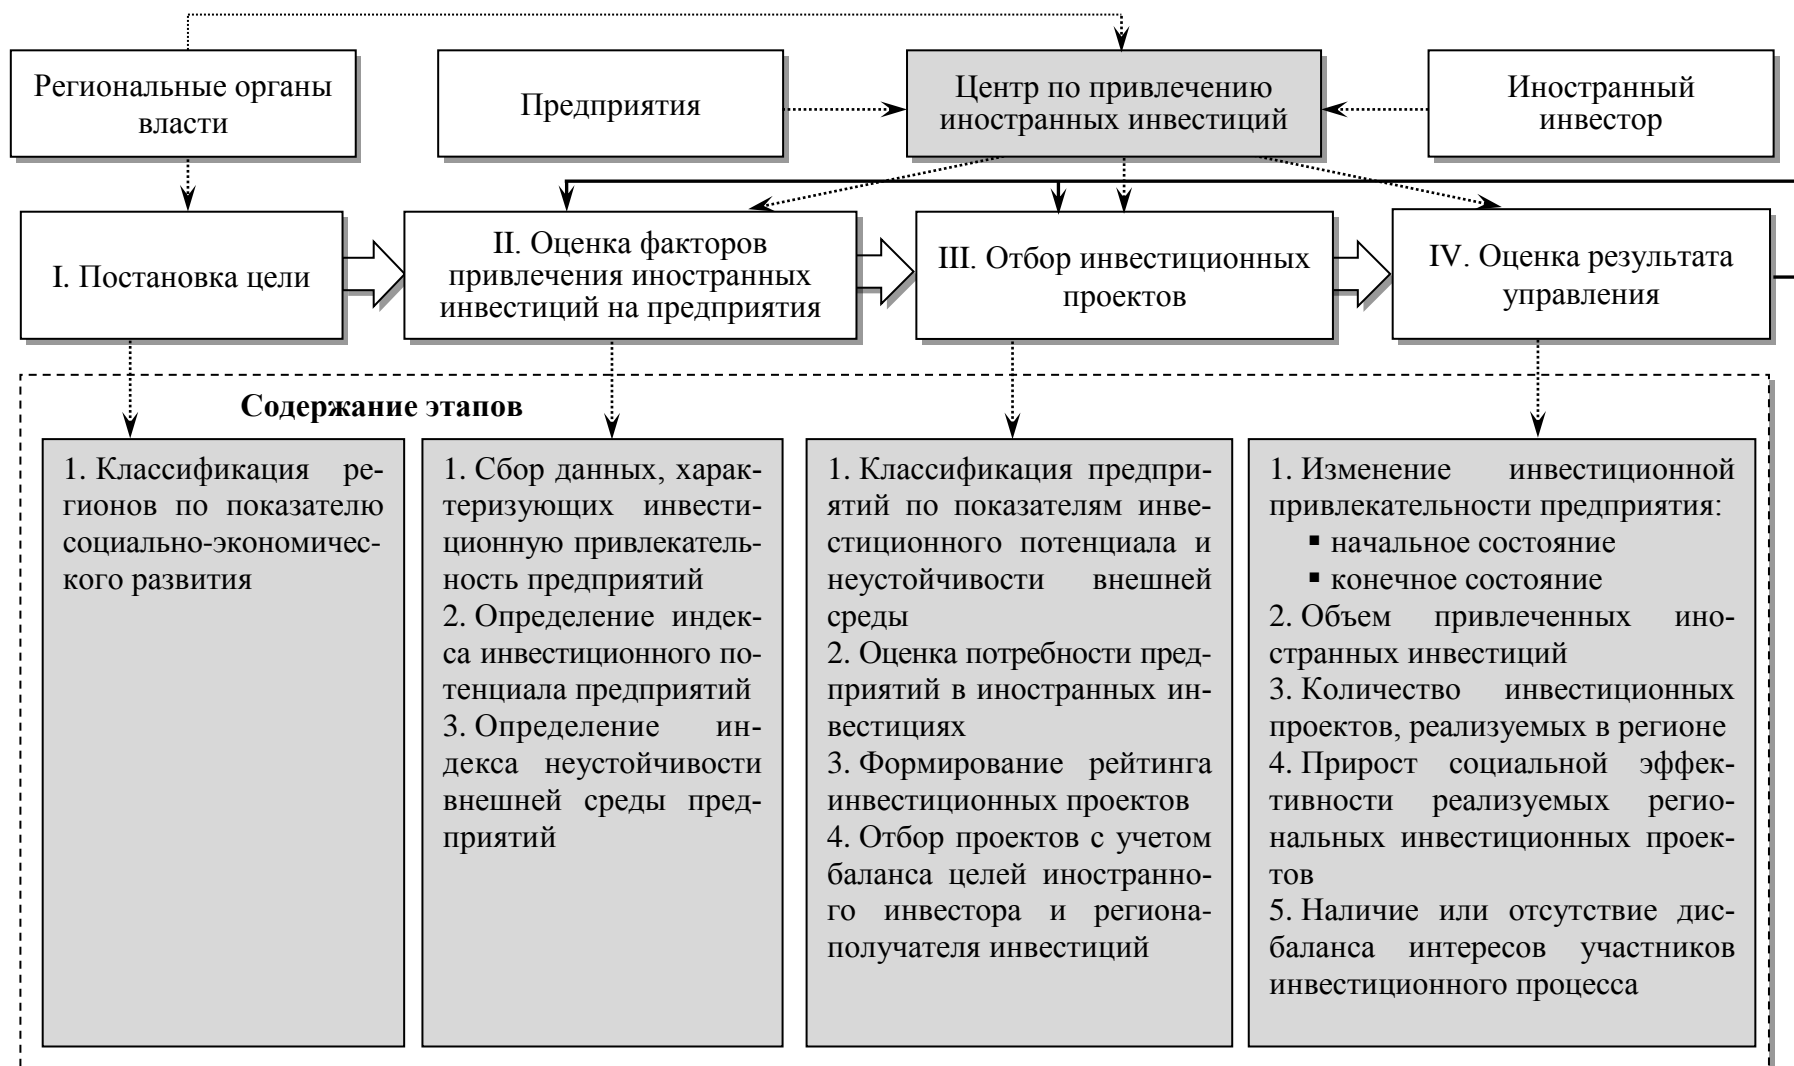 Региональные органы
власти
Предприятия
Центр по привлечению
иностранных инвестиций
Иностранный
инвестор
I. Постановка цели
II. Оценка факторов
привлечения иностранных
инвестиций на предприятия
III. Отбор инвестиционных
проектов
IV. Оценка результата
управления
Содержание этапов
1. Классификация ре-
гионов по показателю
социально-экономичес-
кого развития
1. Сбор данных, харак-
теризующих инвести-
ционную привлекатель-
ность предприятий
2. Определение индек-
са инвестиционного по-
тенциала предприятий
3. Определение ин-
декса неустойчивости
внешней среды пред-
приятий
1. Классификация предпри-
ятий по показателям инве-
стиционного потенциала и
неустойчивости внешней
среды
2. Оценка потребности пред-
приятий в иностранных ин-
вестициях
3. Формирование рейтинга
инвестиционных проектов
4. Отбор проектов с учетом
баланса целей иностранно-
го инвестора и региона-
получателя инвестиций
1. Изменение инвестиционной
привлекательности предприятия:
▪ начальное состояние
▪ конечное состояние
2. Объем привлеченных ино-
странных инвестиций
3. Количество инвестиционных
проектов, реализуемых в регионе
4. Прирост социальной эффек-
тивности реализуемых регио-
нальных инвестиционных проек-
тов
5. Наличие или отсутствие дис-
баланса интересов участников
инвестиционного процесса